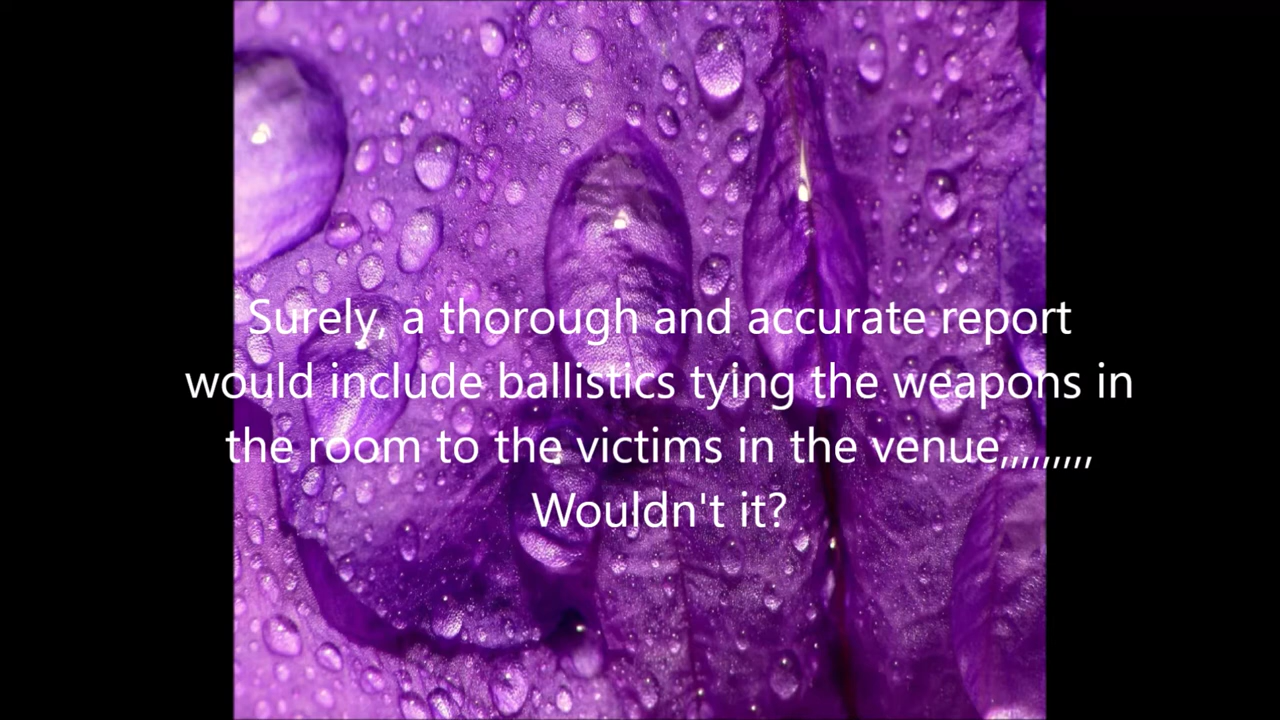 Surely, a thorough and accurate report
would include ballistics tying the weapons in
the room to the victims in the venue,,,,,,,,,
Wouldn't it?